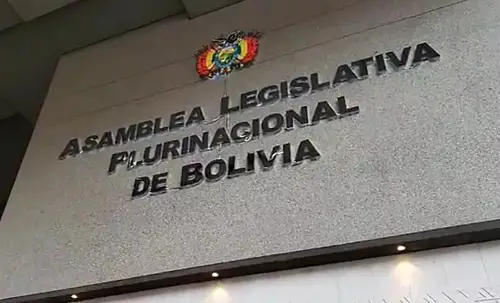 ASAMBLEA LEGISLATIVA
PLURINACIONAL
DE BOLIVIA